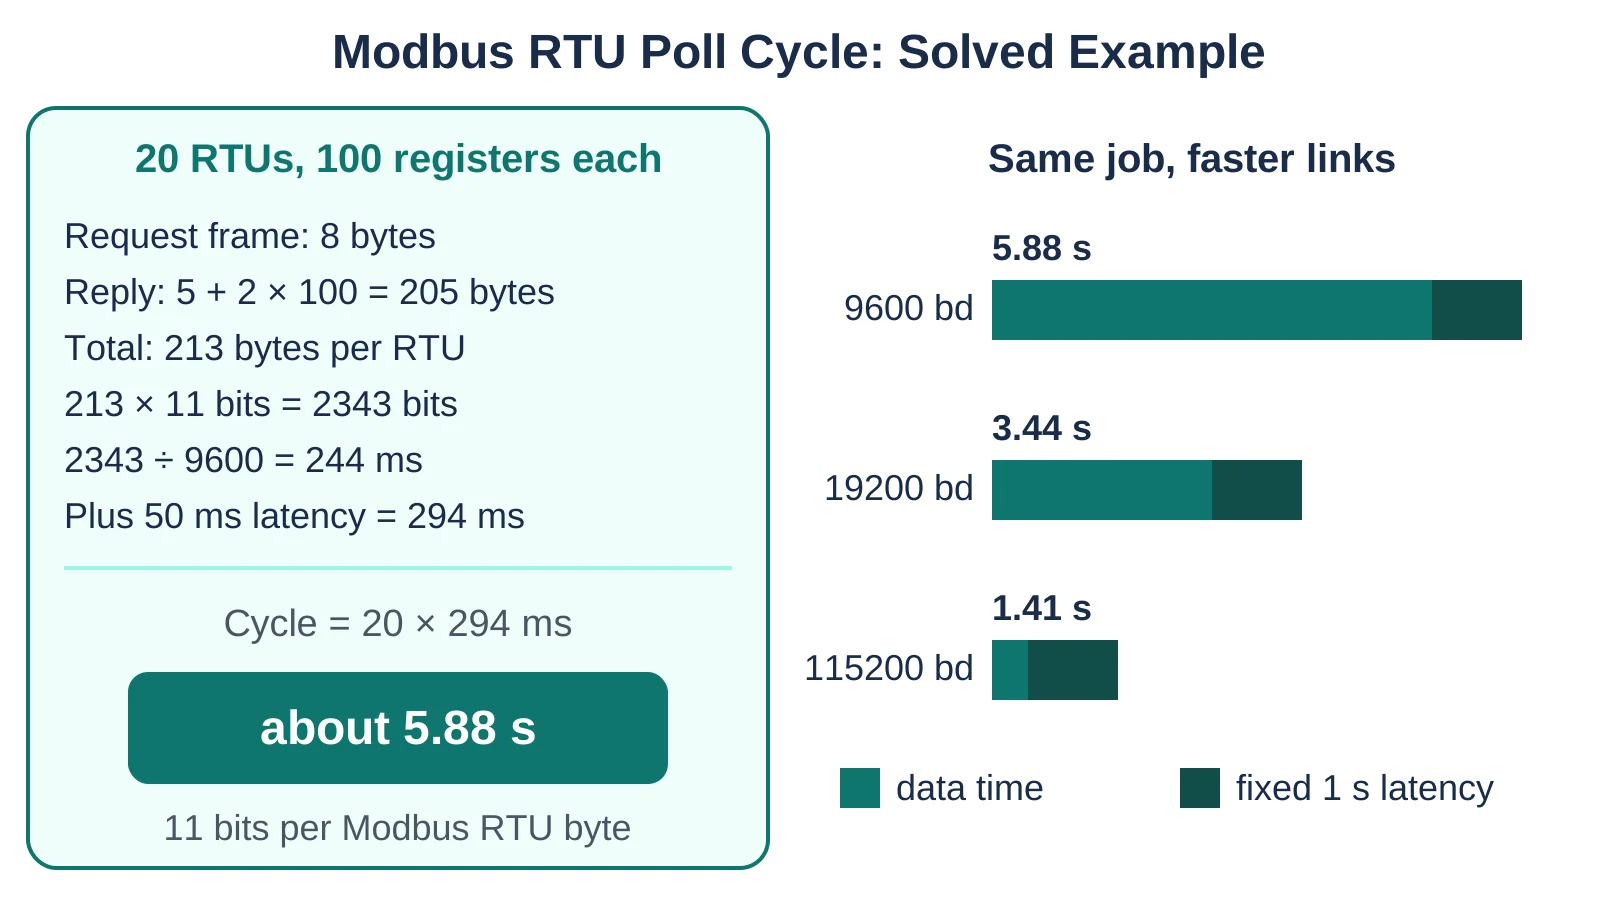 Modbus RTU Poll Cycle: Solved Example
20 RTUs, 100 registers each
Request frame: 8 bytes
Reply: 5 + 2 × 100 = 205 bytes
Total: 213 bytes per RTU
213 × 11 bits = 2343 bits
2343 ÷ 9600 = 244 ms
Plus 50 ms latency = 294 ms
Cycle = 20 × 294 ms
about 5.88 s
11 bits per Modbus RTU byte
Same job, faster links
5.88 s
9600 bd
3.44 s
19200 bd
1.41 s
115200 bd
data time
fixed 1 s latency